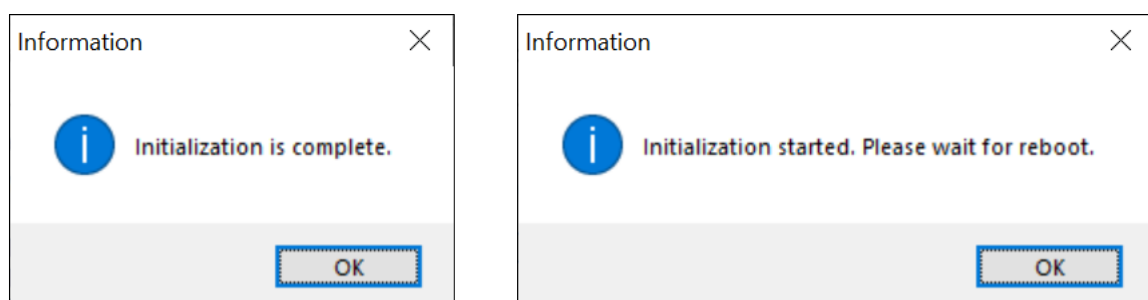 Information
Initialization is complete.
OK
Information
Initialization started. Please wait for reboot.
OK